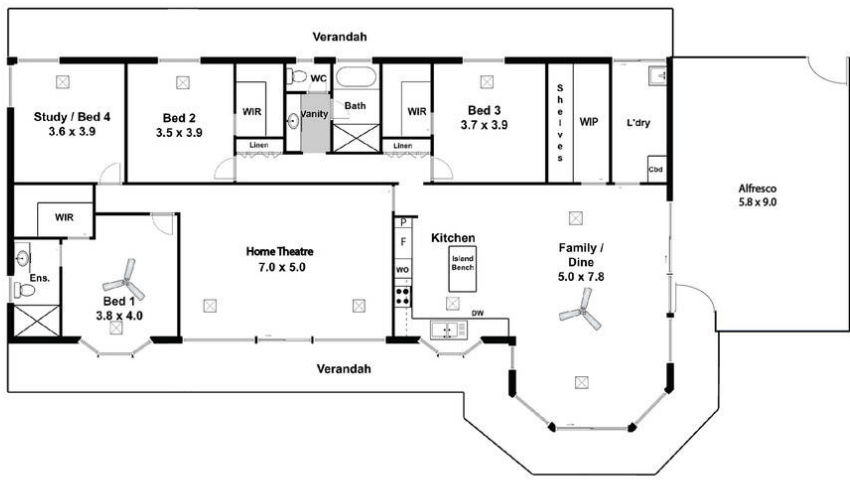 Verandah
Study / Bed 4
3.6 x 3.9
Bed 2
3.5 x 3.9
WIR
Linen
WC
Vanity
Bath
WIR
Linen
Bed 3
3.7 x 3.9
Shelves
WIP
L'dry
Cbd
Alfresco
5.8 x 9.0
WIR
Ens.
Bed 1
3.8 x 4.0
Home Theatre
7.0 x 5.0
P
F
WO
Kitchen
Island
Bench
DW
Family /
Dine
5.0 x 7.8
Verandah